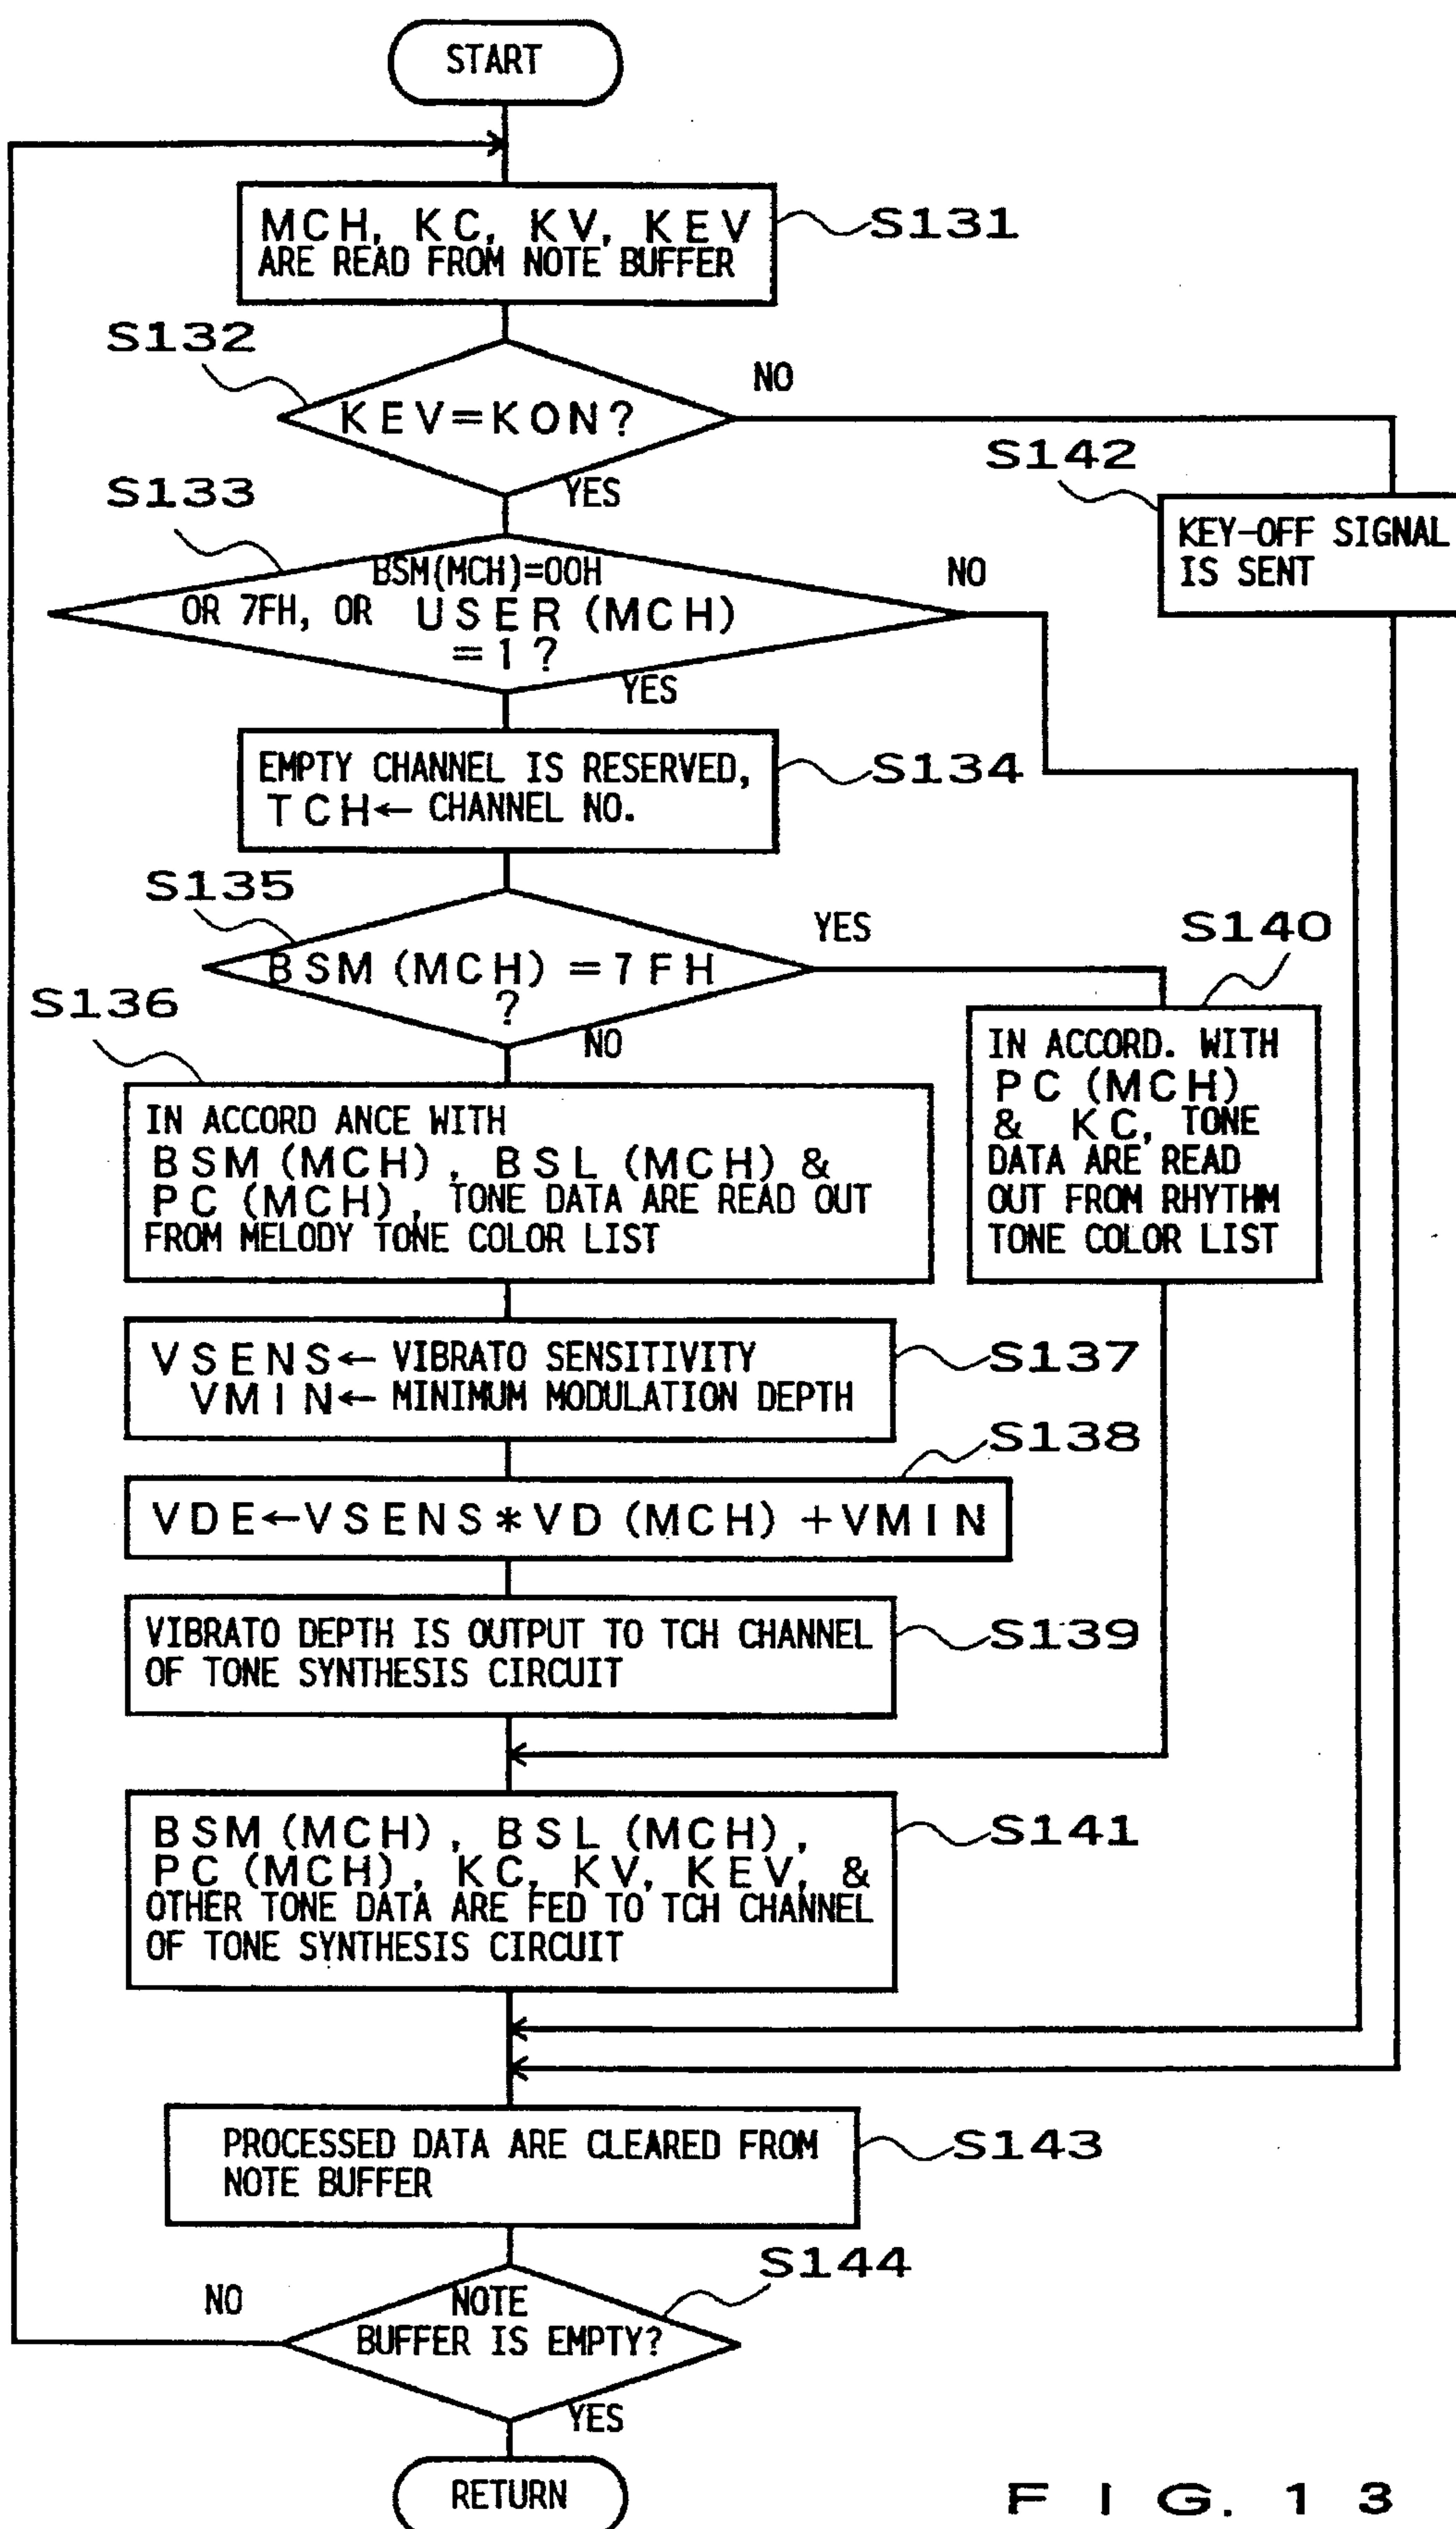 START
MCH, KC, KV, KEV
ARE READ FROM NOTE BUFFER
S131
S132
KEV=KON?
NO
YES
S142
KEY-OFF SIGNAL
IS SENT
S133
BSM(MCH)=00H
OR 7FH, OR USER (MCH)
=1?
NO
YES
EMPTY CHANNEL IS RESERVED,
TCH← CHANNEL NO.
S134
S135
BSM (MCH) =7FH
?
YES
NO
S140
IN ACCORD. WITH
PC (MCH)
& KC, TONE
DATA ARE READ
OUT FROM RHYTHM
TONE COLOR LIST
S136
IN ACCORD ANCE WITH
BSM (MCH), BSL (MCH) &
PC (MCH), TONE DATA ARE READ OUT
FROM MELODY TONE COLOR LIST
VSENS← VIBRATO SENSITIVITY
VMIN← MINIMUM MODULATION DEPTH
S137
S138
VDE←VSENS*VD (MCH) +VMIN
VIBRATO DEPTH IS OUTPUT TO TCH CHANNEL
OF TONE SYNTHESIS CIRCUIT
S139
BSM (MCH), BSL (MCH),
PC (MCH), KC, KV, KEV, &
OTHER TONE DATA ARE FED TO TCH CHANNEL
OF TONE SYNTHESIS CIRCUIT
S141
PROCESSED DATA ARE CLEARED FROM
NOTE BUFFER
S143
S144
NOTE
BUFFER IS EMPTY?
NO
YES
RETURN
FIG. 13